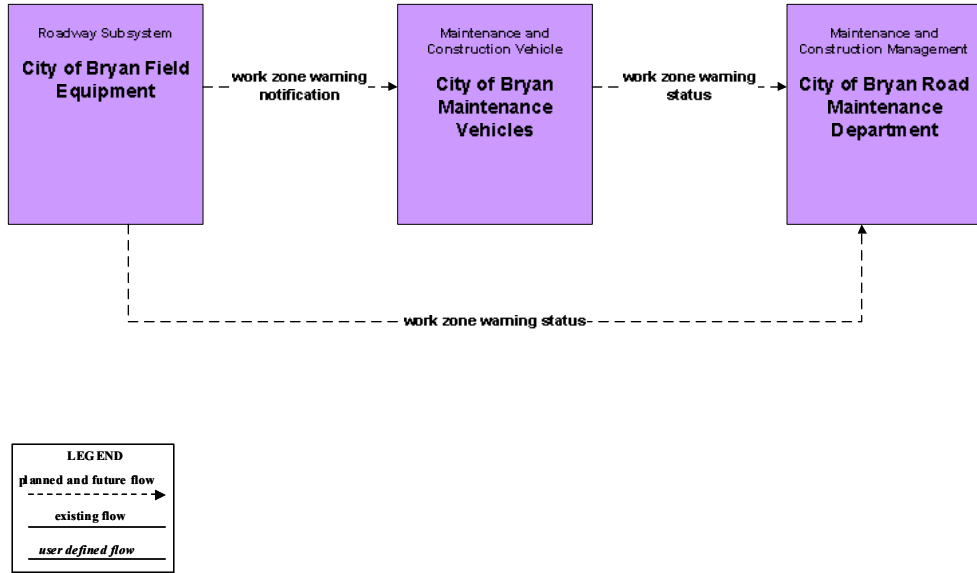 Roadway Subsystem
City of Bryan Field
Equipment
work zone warning
notification
Maintenance and
Construction Vehicle
City of Bryan
Maintenance
Vehicles
work zone warning
status
Maintenance and
Construction Management
City of Bryan Road
Maintenance
Department
work zone warning status
LEGEND
planned and future flow
existing flow
user defined flow